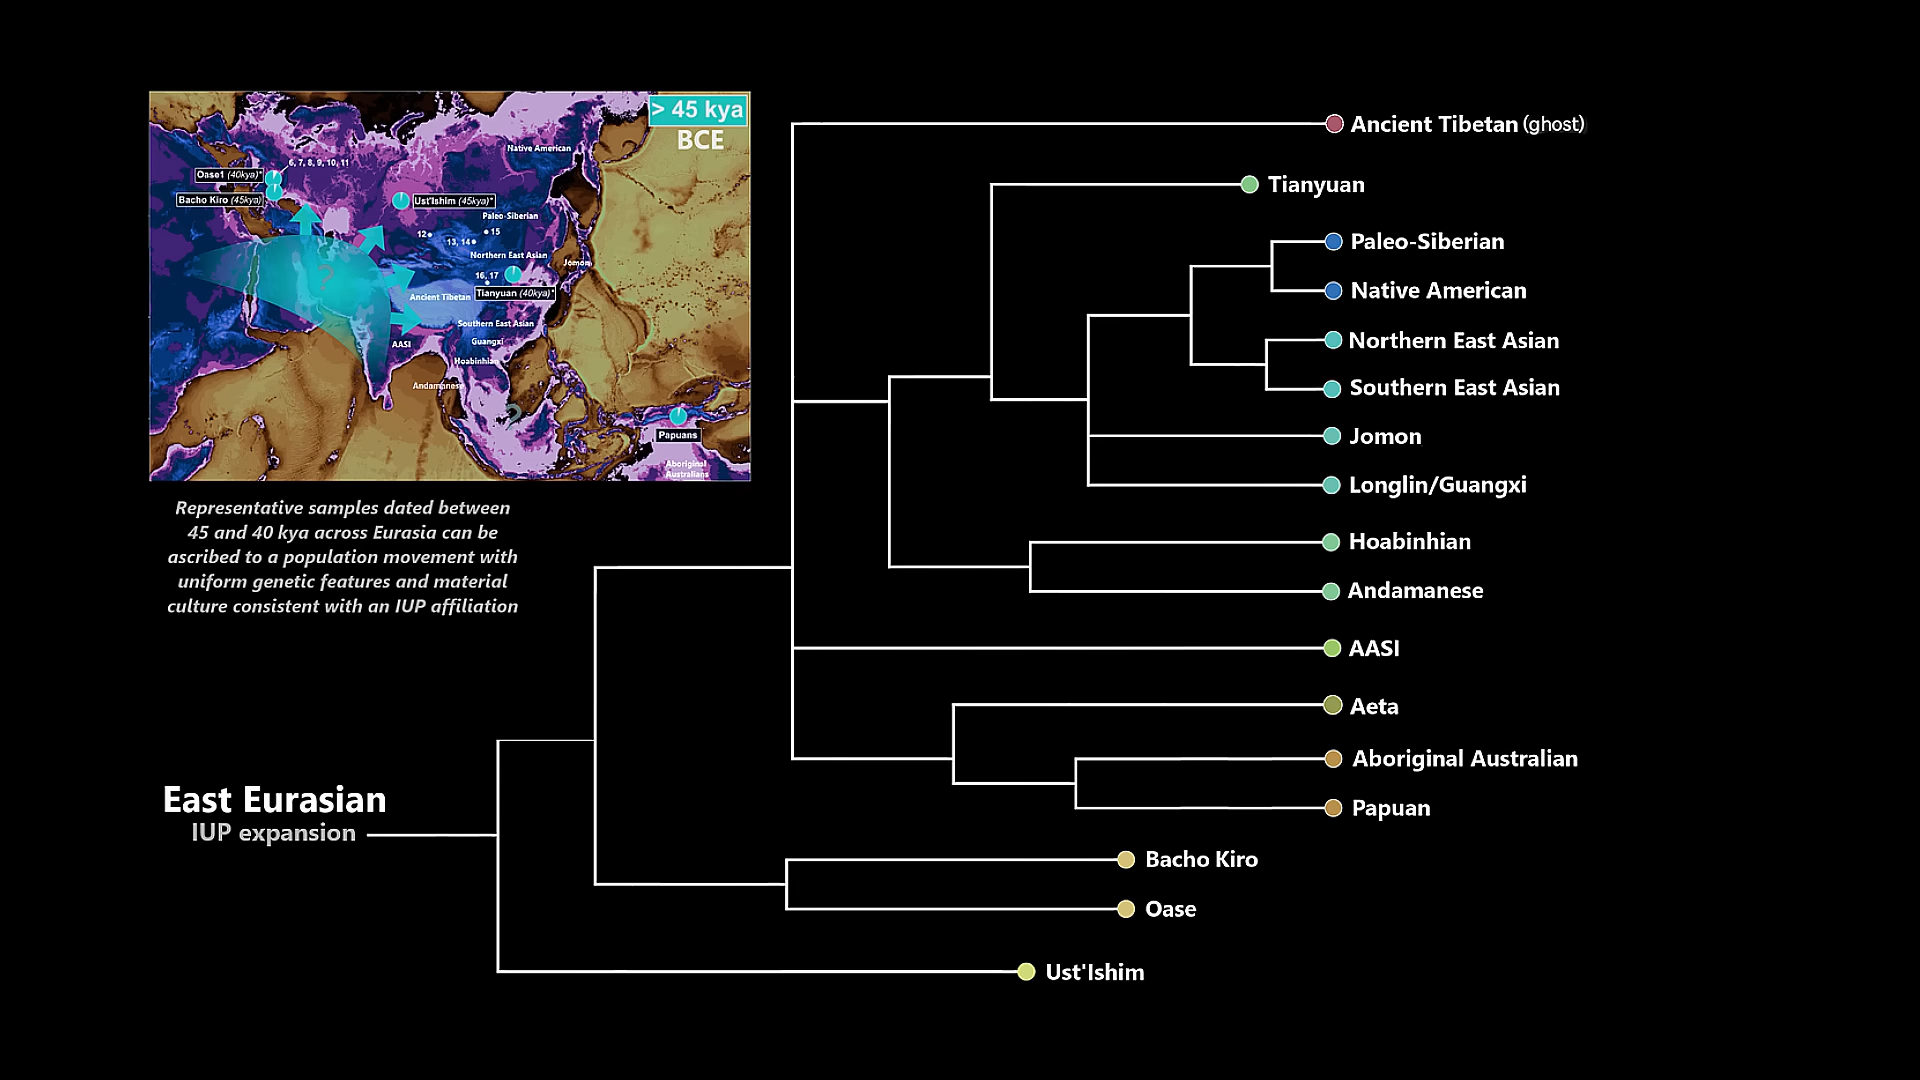 > 45 kya
BCE
Native American
6, 7, 8, 9, 10, 11
Oase1 (40kya)*
Bacho Kiro (45kya)
Ust'Ishim (45kya)*
Paleo-Siberian
12
15
13, 14
Northern East Asian
Jomon
?
16, 17
Tianyuan (40kya)*
Ancient Tibetan
Southern East Asian
AASI
Guangxi
Hoabinhian
Andamanese
?
Papuans
Aboriginal
Australians
Representative samples dated between
45 and 40 kya across Eurasia can be
ascribed to a population movement with
uniform genetic features and material
culture consistent with an IUP affiliation
East Eurasian
IUP expansion
Ancient Tibetan (ghost)
Tianyuan
Paleo-Siberian
Native American
Northern East Asian
Southern East Asian
Jomon
Longlin/Guangxi
Hoabinhian
Andamanese
AASI
Aeta
Aboriginal Australian
Papuan
Bacho Kiro
Oase
Ust'Ishim